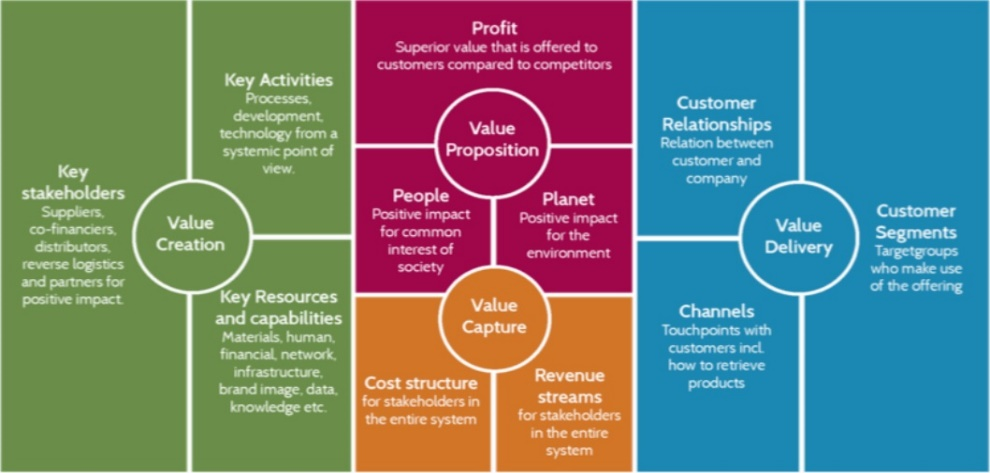 Key
stakeholders
Suppliers,
co-financiers,
distributors,
reverse logistics
and partners for
positive impact.
Value
Creation
Key Activities
Processes,
development,
technology from a
systemic point of
view.
Key Resources
and capabilities
Materials, human,
financial, network,
infrastructure,
brand image, data,
knowledge etc.
Profit
Superior value that is offered to
customers compared to competitors
Value
Proposition
People
Positive impact
for common
interest of
society
Planet
Positive impact
for the
environment
Value
Capture
Cost structure
for stakeholders in
the entire system
Revenue
streams
for stakeholders
in the entire
system
Customer
Relationships
Relation between
customer and
company
Value
Delivery
Channels
Touchpoints with
customers incl.
how to retrieve
products
Customer
Segments
Targetgroups
who make use
of the offering